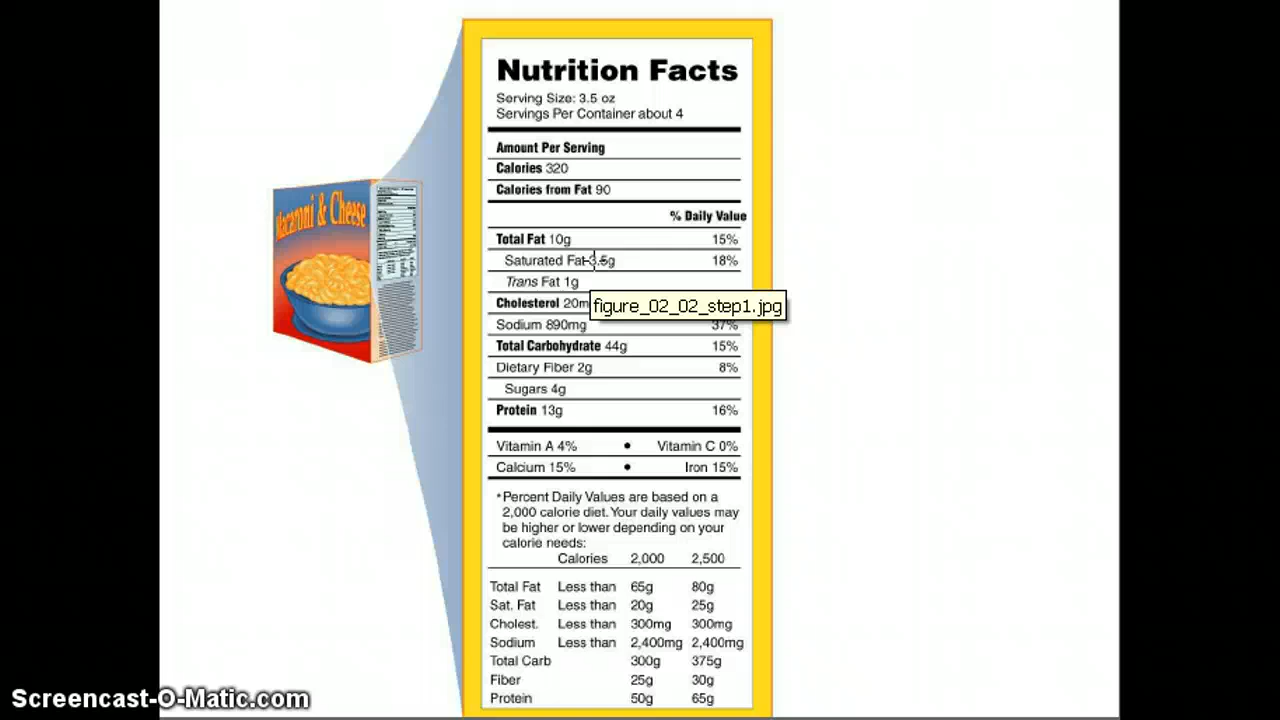 Nutrition Facts
Serving Size: 3.5 oz
Servings Per Container about 4
Amount Per Serving
Calories 320
Calories from Fat 90
% Daily Value
Total Fat 10g 15%
Saturated Fat 3.5g 18%
Trans Fat 1g
Cholesterol 20m
figure_02_02_step1.jpg
Sodium 890mg 37%
Total Carbohydrate 44g 15%
Dietary Fiber 2g 8%
Sugars 4g
Protein 13g 16%
Vitamin A 4% • Vitamin C 0%
Calcium 15% • Iron 15%
*Percent Daily Values are based on a
2,000 calorie diet. Your daily values may
be higher or lower depending on your
calorie needs:
Calories 2,000 2,500
Total Fat Less than 65g 80g
Sat. Fat Less than 20g 25g
Cholest. Less than 300mg 300mg
Sodium Less than 2,400mg 2,400mg
Total Carb 300g 375g
Fiber 25g 30g
Protein 50g 65g
Macaroni & Cheese
Screencast-O-Matic.com